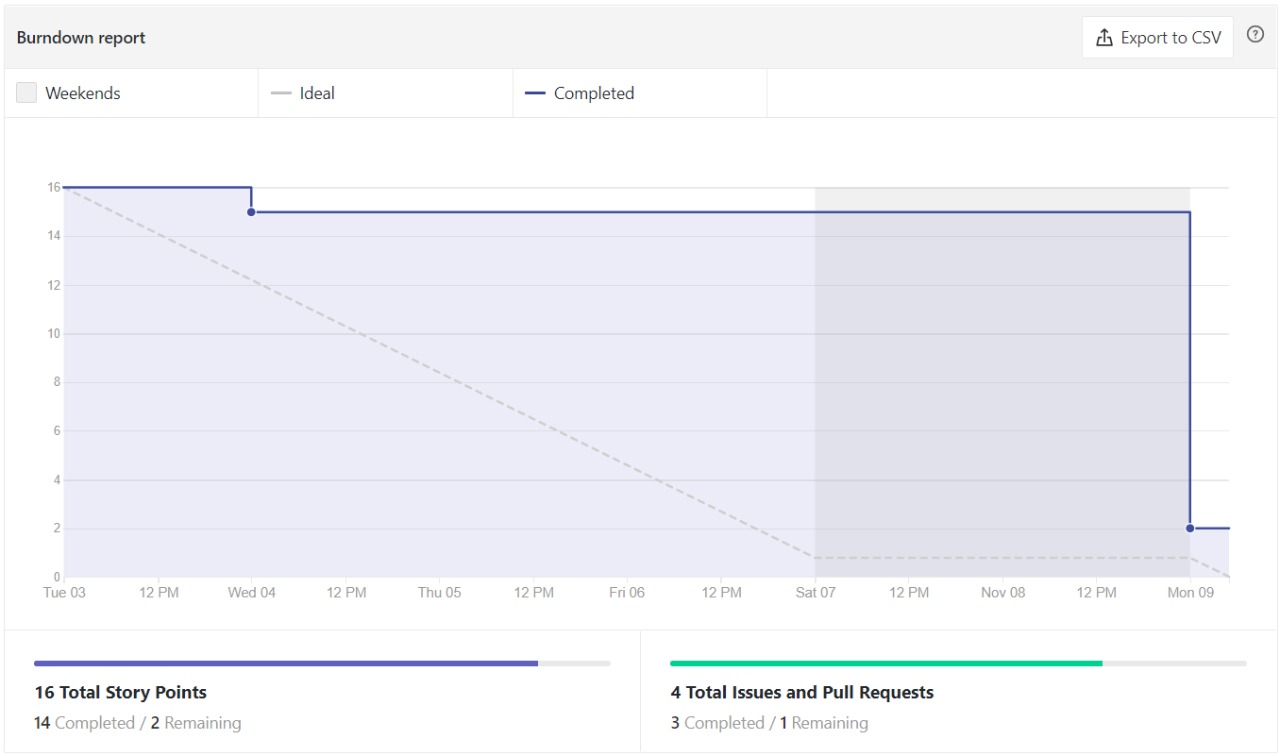 Burndown report
Export to CSV
?
Weekends
Ideal
Completed
16
14
12
10
8
6
4
2
0
Tue 03 12 PM Wed 04 12 PM Thu 05 12 PM Fri 06 12 PM Sat 07 12 PM Nov 08 12 PM Mon 09
16 Total Story Points
14 Completed / 2 Remaining
4 Total Issues and Pull Requests
3 Completed / 1 Remaining